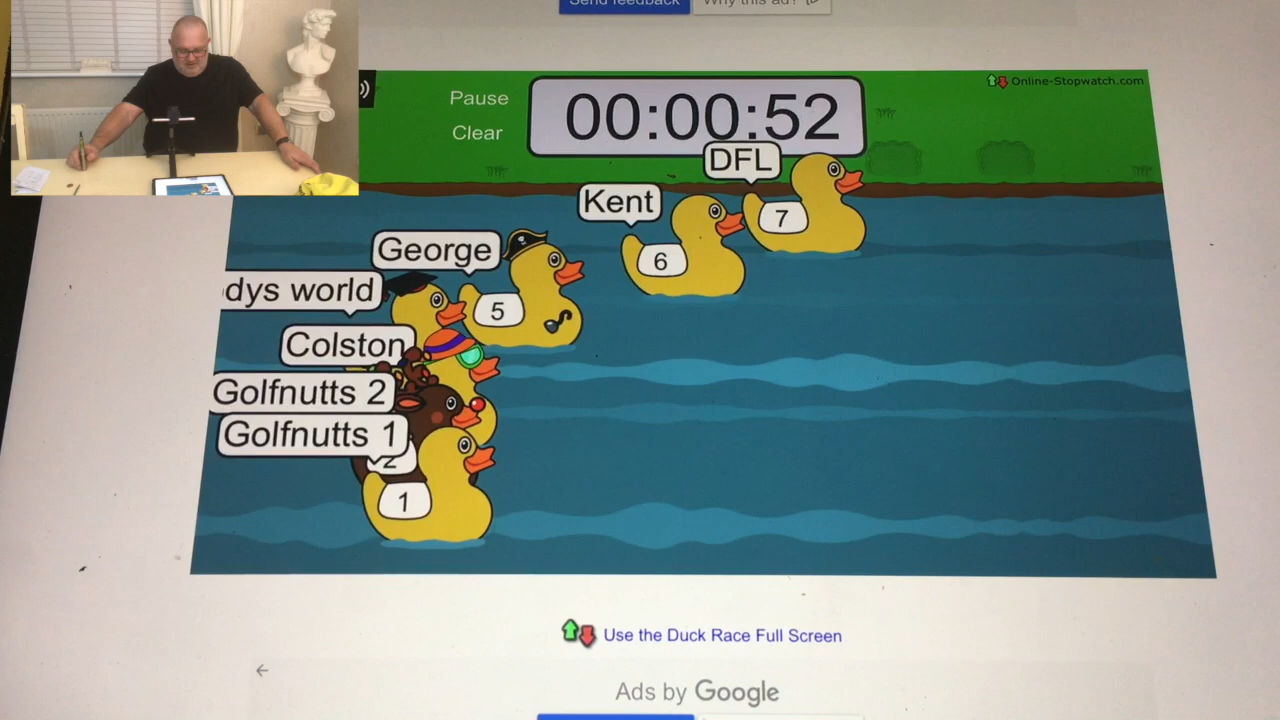 Send feedback
Why this ad?
Online-Stopwatch.com
Pause
00:00:52
Clear
DFL
Kent
7
George
6
dys world
5
Colston
Golfnutts 2
Golfnutts 1
2
1
Use the Duck Race Full Screen
Ads by Google